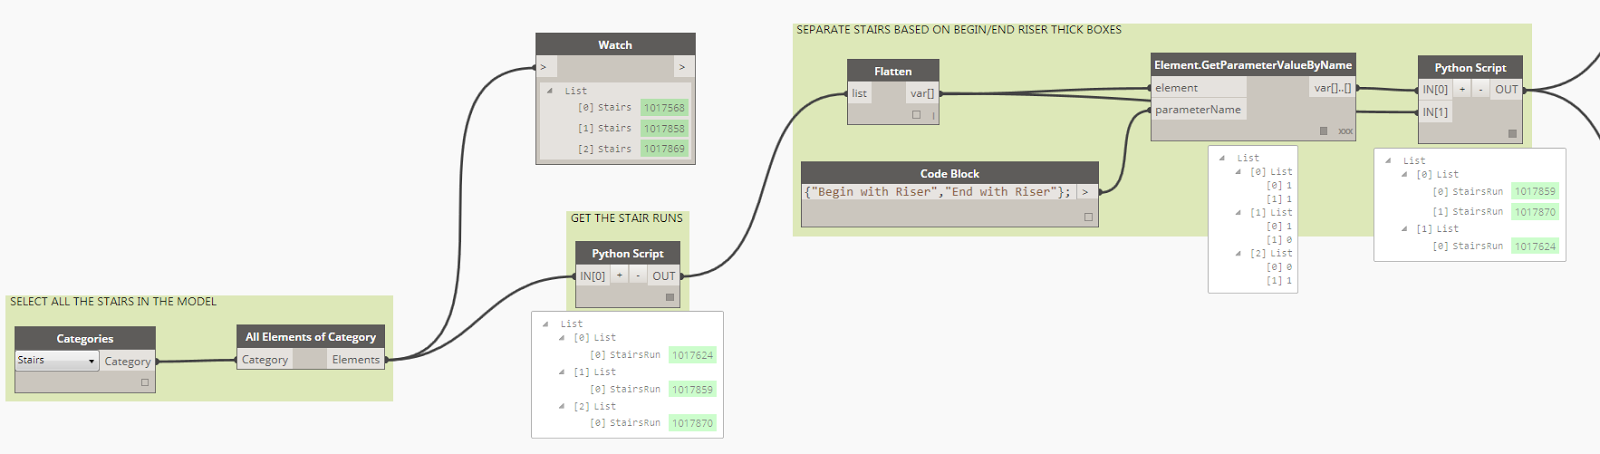 SELECT ALL THE STAIRS IN THE MODEL
Categories
Stairs
Category
All Elements of Category
Category
Elements
Watch
>
>
List
[0] Stairs 1017568
[1] Stairs 1017858
[2] Stairs 1017869
GET THE STAIR RUNS
Python Script
IN[0] + - OUT
List
[0] List
[0] StairsRun 1017624
[1] List
[0] StairsRun 1017859
[2] List
[0] StairsRun 1017870
SEPARATE STAIRS BASED ON BEGIN/END RISER THICK BOXES
Flatten
list
var[]
Code Block
{"Begin with Riser","End with Riser"};
>
Element.GetParameterValueByName
element
var[]..[]
parameterName
xxx
List
[0] List
[0] 1
[1] 1
[1] List
[0] 1
[1] 0
[2] List
[0] 0
[1] 1
Python Script
IN[0] + - OUT
IN[1]
List
[0] List
[0] StairsRun 1017859
[1] StairsRun 1017870
[1] List
[0] StairsRun 1017624